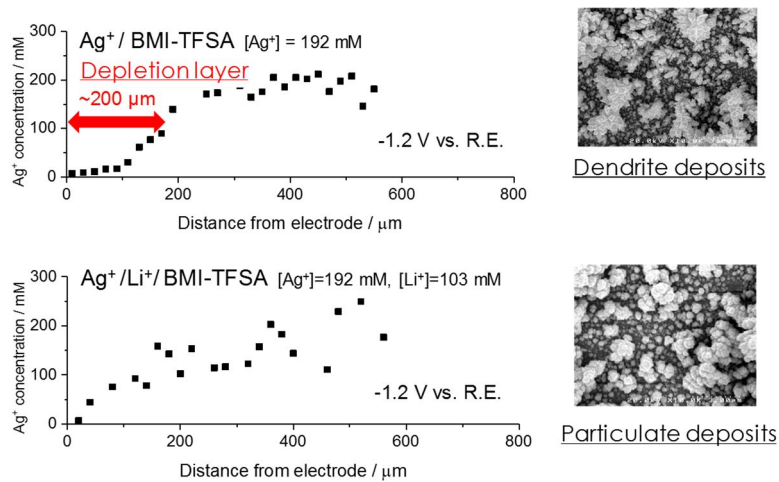 Ag⁺/ BMI-TFSA [Ag⁺] = 192 mM
Depletion layer
~200 μm
-1.2 V vs. R.E.
Ag⁺ concentration / mM
300
200
100
0
0 200 400 600 800
Distance from electrode / μm
Dendrite deposits
Ag⁺/Li⁺/BMI-TFSA [Ag⁺]=192 mM, [Li⁺]=103 mM
-1.2 V vs. R.E.
Ag⁺ concentration / mM
300
200
100
0
0 200 400 600 800
Distance from electrode / μm
Particulate deposits